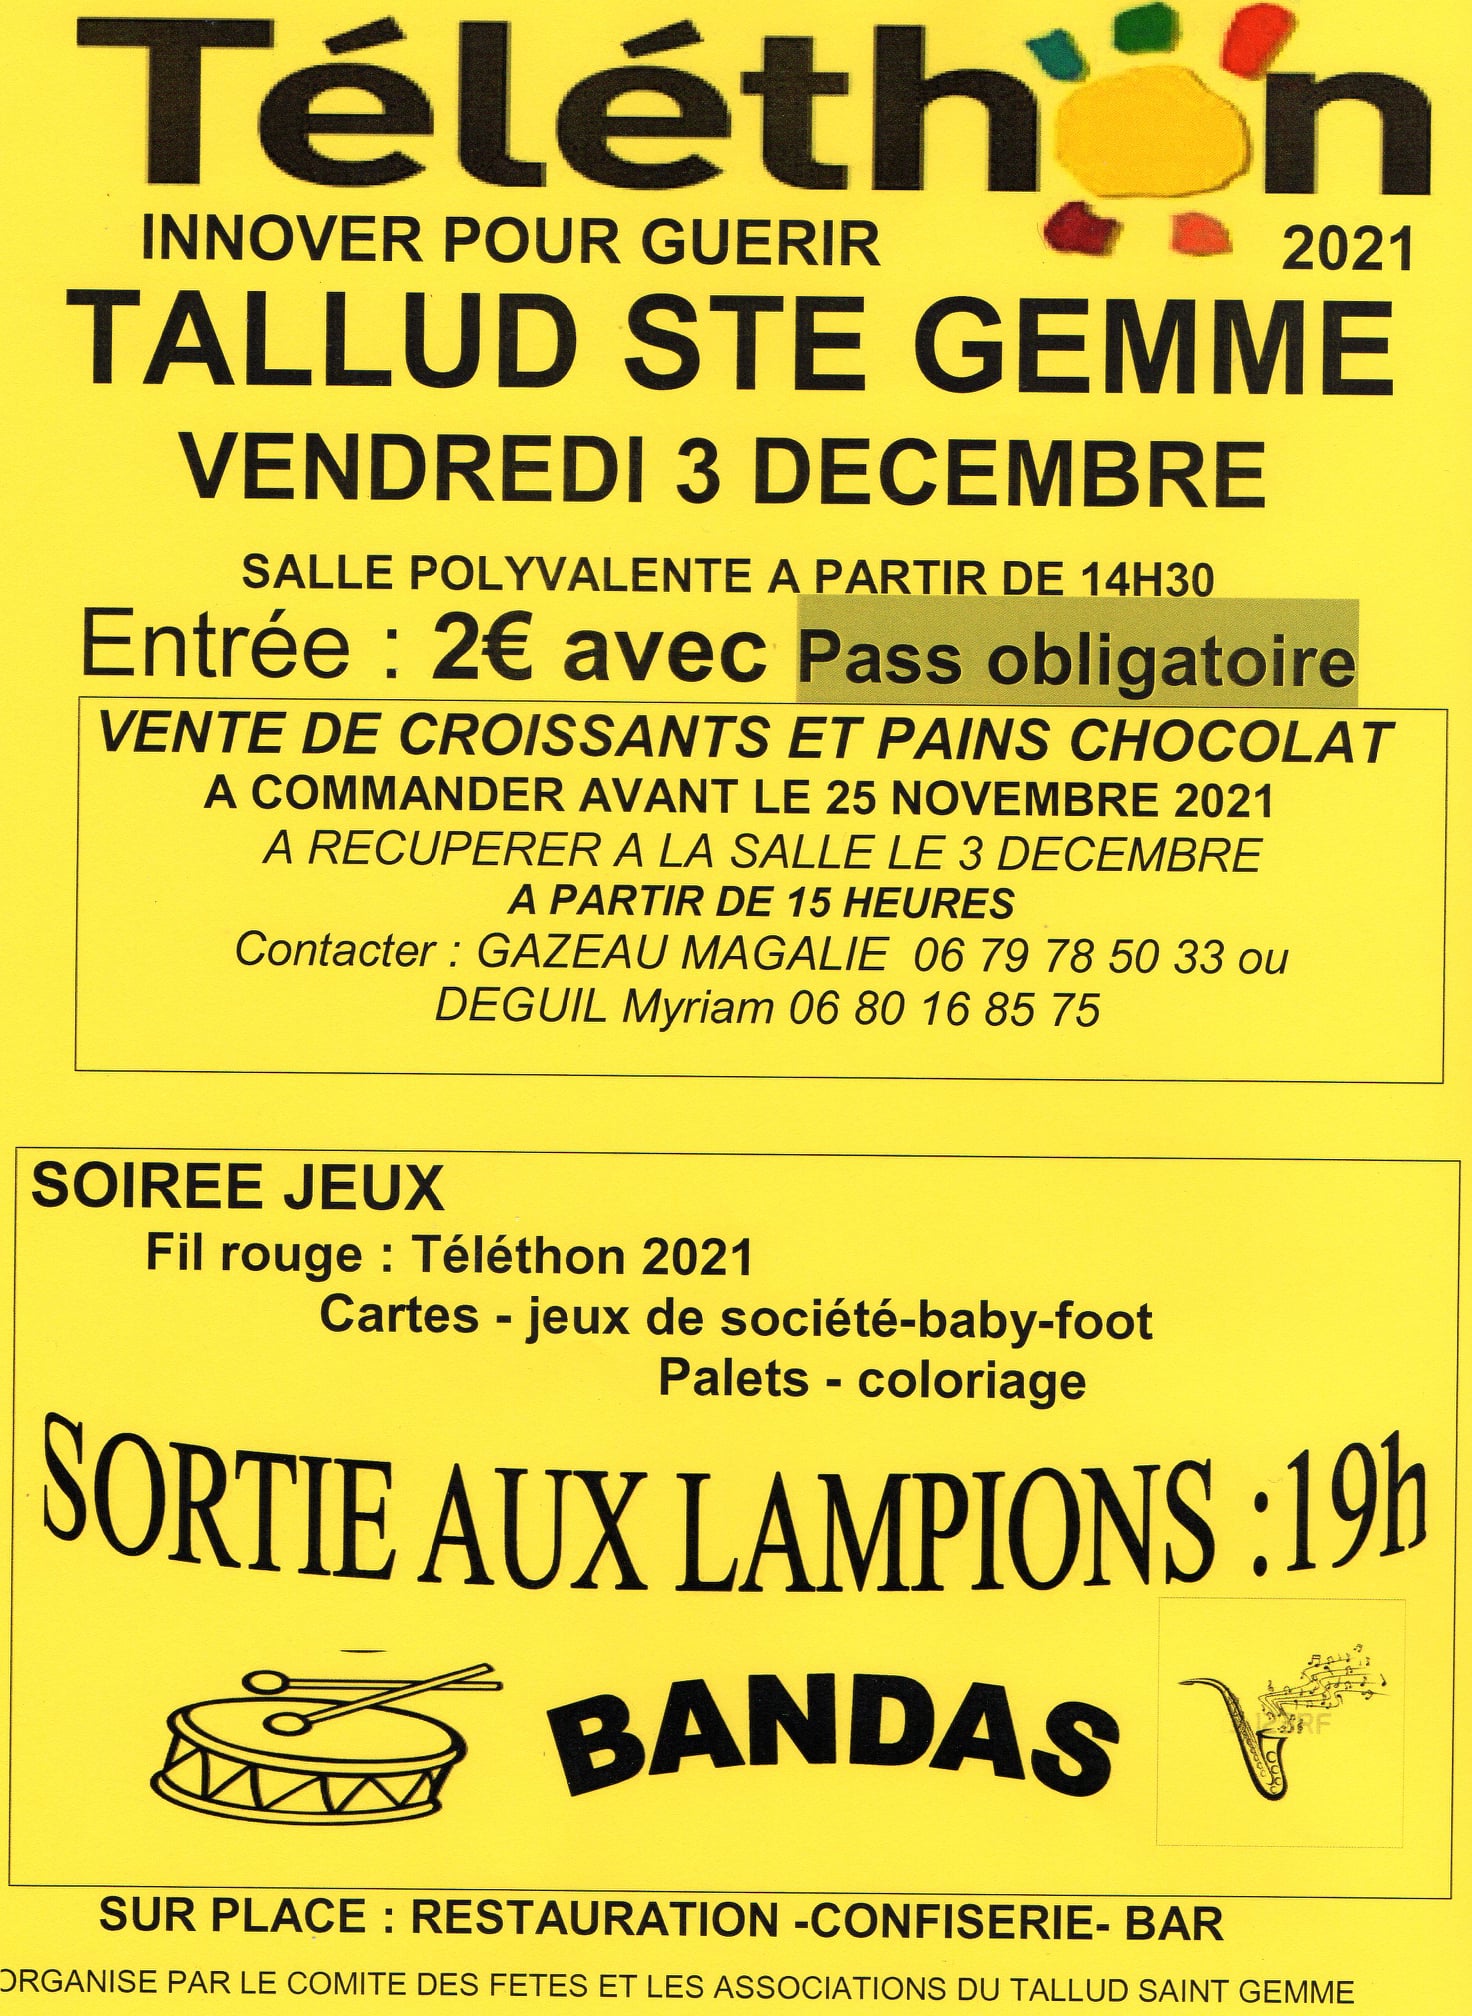 Téléthon
INNOVER POUR GUERIR 2021
TALLUD STE GEMME
VENDREDI 3 DECEMBRE
SALLE POLYVALENTE A PARTIR DE 14H30
Entrée : 2€ avec Pass obligatoire
VENTE DE CROISSANTS ET PAINS CHOCOLAT
A COMMANDER AVANT LE 25 NOVEMBRE 2021
A RECUPERER A LA SALLE LE 3 DECEMBRE
A PARTIR DE 15 HEURES
Contacter : GAZEAU MAGALIE 06 79 78 50 33 ou
DEGUIL Myriam 06 80 16 85 75
SOIREE JEUX
Fil rouge : Téléthon 2021
Cartes - jeux de société-baby-foot
Palets - coloriage
SORTIE AUX LAMPIONS :19h
BANDAS
SUR PLACE : RESTAURATION -CONFISERIE- BAR
ORGANISE PAR LE COMITE DES FETES ET LES ASSOCIATIONS DU TALLUD SAINT GEMME